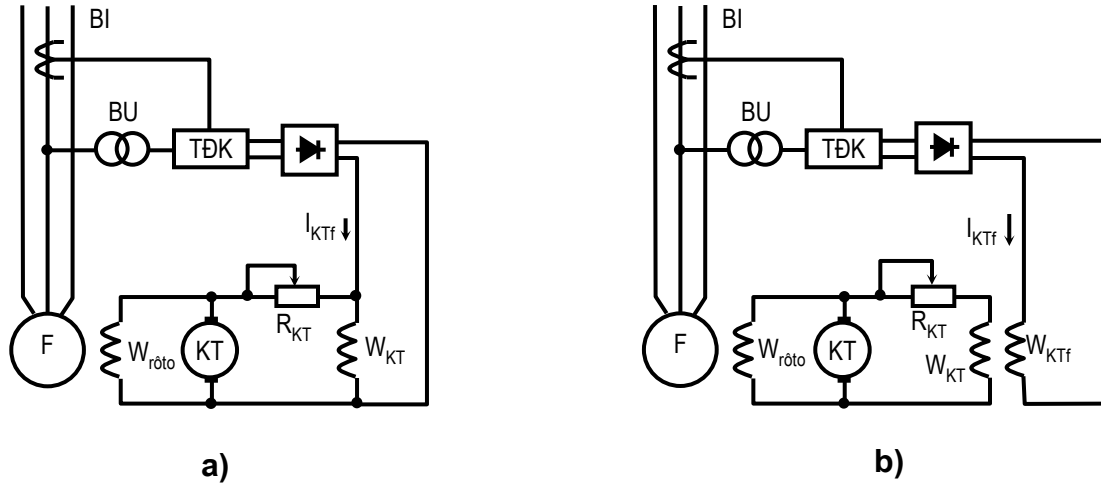 BI
BU
TĐK
I_KTf
R_KT
F
W_rôto
KT
W_KT
a)
BI
BU
TĐK
I_KTf
R_KT
F
W_rôto
KT
W_KT
W_KTf
b)